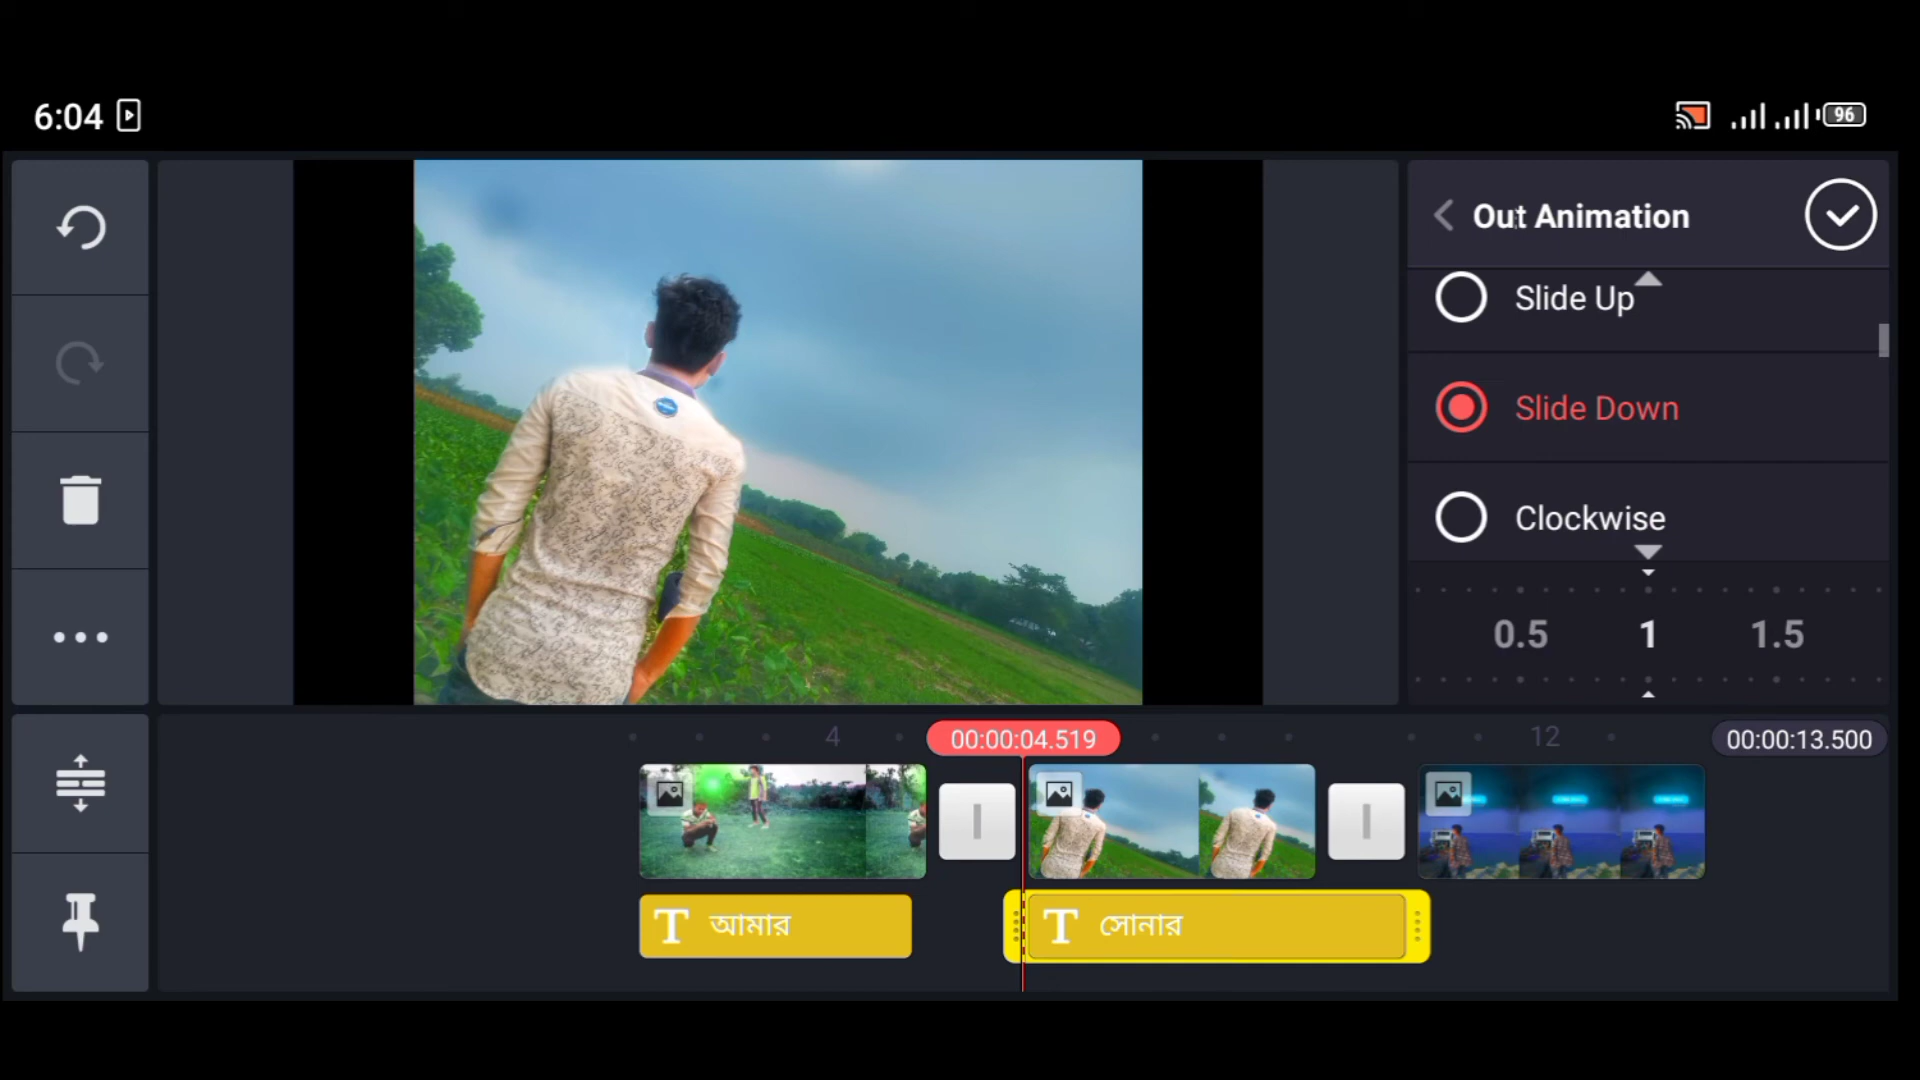 6:04
96
Out Animation
Slide Up
Slide Down
Clockwise
0.5 1 1.5
4
00:00:04.519
12
00:00:13.500
T আমার
T সোনার